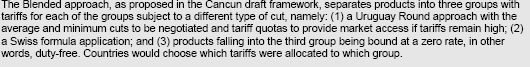 The Blended approach, as proposed in the Cancun draft framework, separates products into three groups with
tariffs for each of the groups subject to a different type of cut, namely: (1) a Uruguay Round approach with the
average and minimum cuts to be negotiated and tariff quotas to provide market access if tariffs remain high; (2)
a Swiss formula application; and (3) products falling into the third group being bound at a zero rate, in other
words, duty-free. Countries would choose which tariffs were allocated to which group.